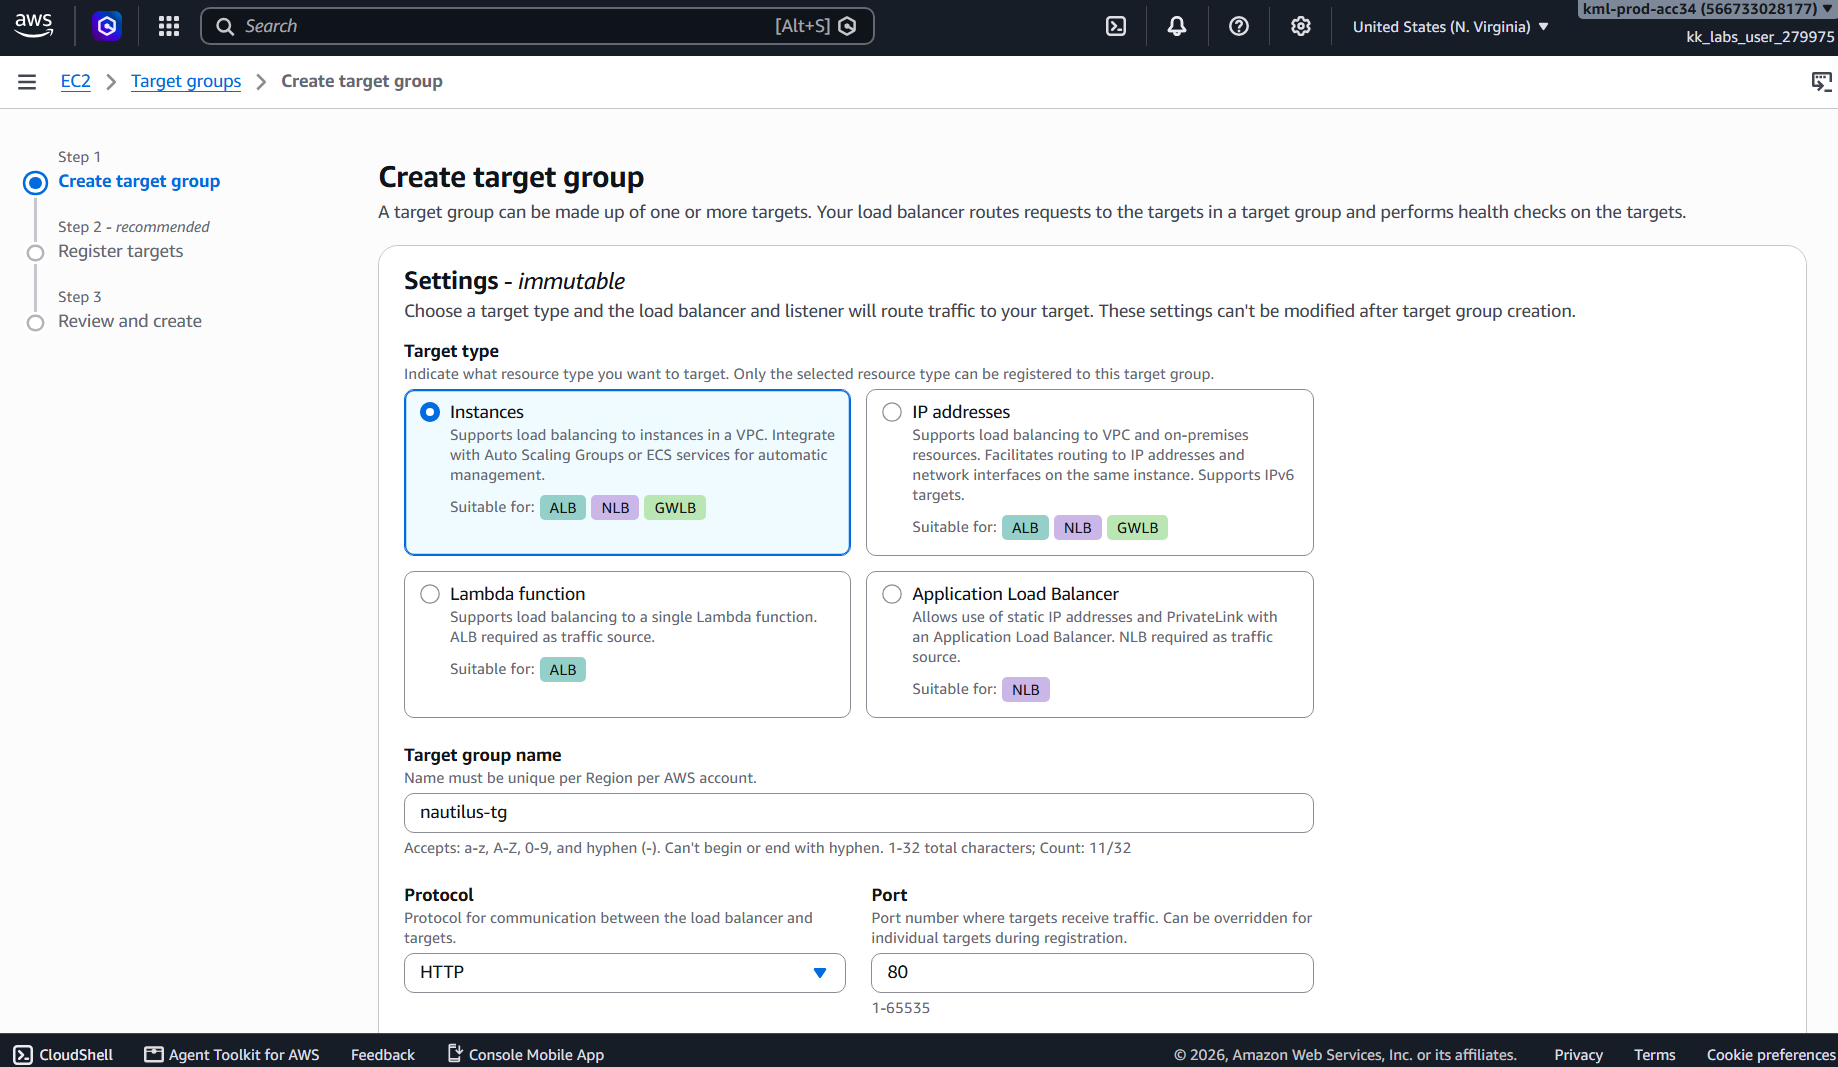 aws
Search
[Alt+S]
United States (N. Virginia)
kml-prod-acc34 (566733028177)
kk_labs_user_279975
EC2
Target groups
Create target group
Step 1
Create target group
Step 2 - recommended
Register targets
Step 3
Review and create
Create target group
A target group can be made up of one or more targets. Your load balancer routes requests to the targets in a target group and performs health checks on the targets.
Settings - immutable
Choose a target type and the load balancer and listener will route traffic to your target. These settings can't be modified after target group creation.
Target type
Indicate what resource type you want to target. Only the selected resource type can be registered to this target group.
Instances
Supports load balancing to instances in a VPC. Integrate
with Auto Scaling Groups or ECS services for automatic
management.
Suitable for: ALB NLB GWLB
IP addresses
Supports load balancing to VPC and on-premises
resources. Facilitates routing to IP addresses and
network interfaces on the same instance. Supports IPv6
targets.
Suitable for: ALB NLB GWLB
Lambda function
Supports load balancing to a single Lambda function.
ALB required as traffic source.
Suitable for: ALB
Application Load Balancer
Allows use of static IP addresses and PrivateLink with
an Application Load Balancer. NLB required as traffic
source.
Suitable for: NLB
Target group name
Name must be unique per Region per AWS account.
nautilus-tg
Accepts: a-z, A-Z, 0-9, and hyphen (-). Can't begin or end with hyphen. 1-32 total characters; Count: 11/32
Protocol
Protocol for communication between the load balancer and
targets.
HTTP
Port
Port number where targets receive traffic. Can be overridden for
individual targets during registration.
80
1-65535
CloudShell
Agent Toolkit for AWS
Feedback
Console Mobile App
© 2026, Amazon Web Services, Inc. or its affiliates.
Privacy
Terms
Cookie preferences